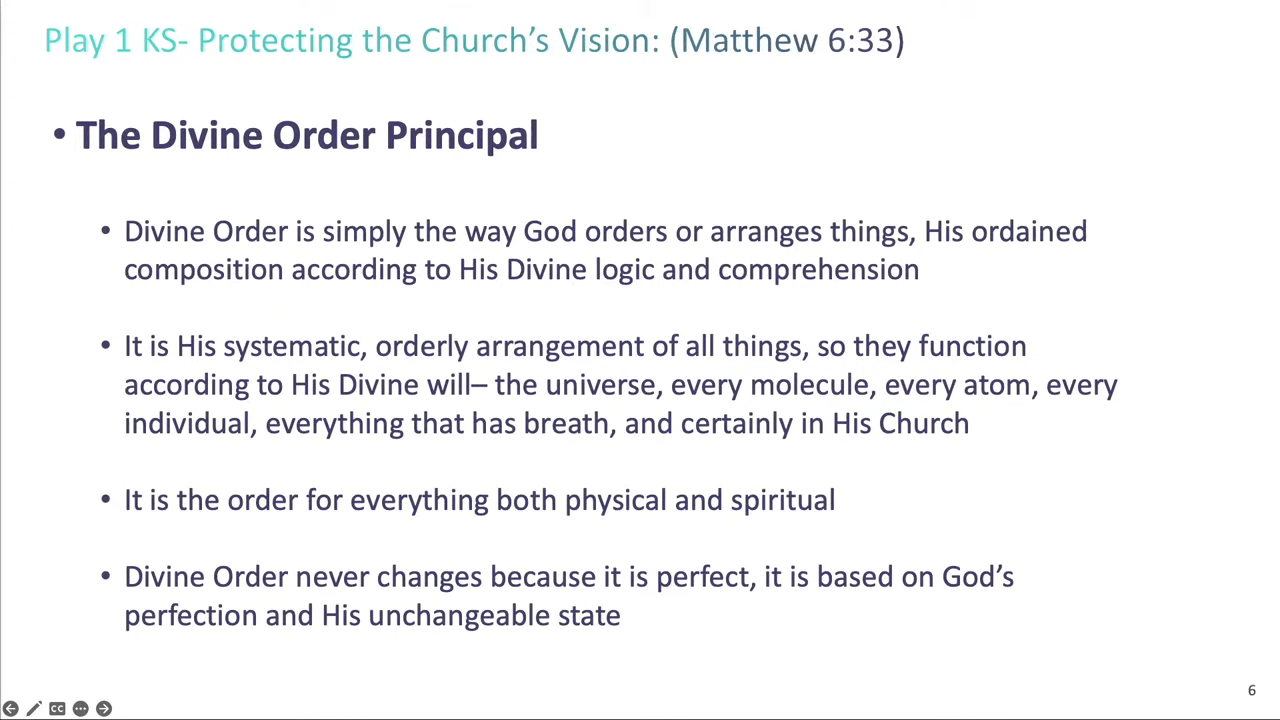 Play 1 KS- Protecting the Church’s Vision: (Matthew 6:33)
• The Divine Order Principal
• Divine Order is simply the way God orders or arranges things, His ordained
composition according to His Divine logic and comprehension
• It is His systematic, orderly arrangement of all things, so they function
according to His Divine will– the universe, every molecule, every atom, every
individual, everything that has breath, and certainly in His Church
• It is the order for everything both physical and spiritual
• Divine Order never changes because it is perfect, it is based on God’s
perfection and His unchangeable state
6
CC